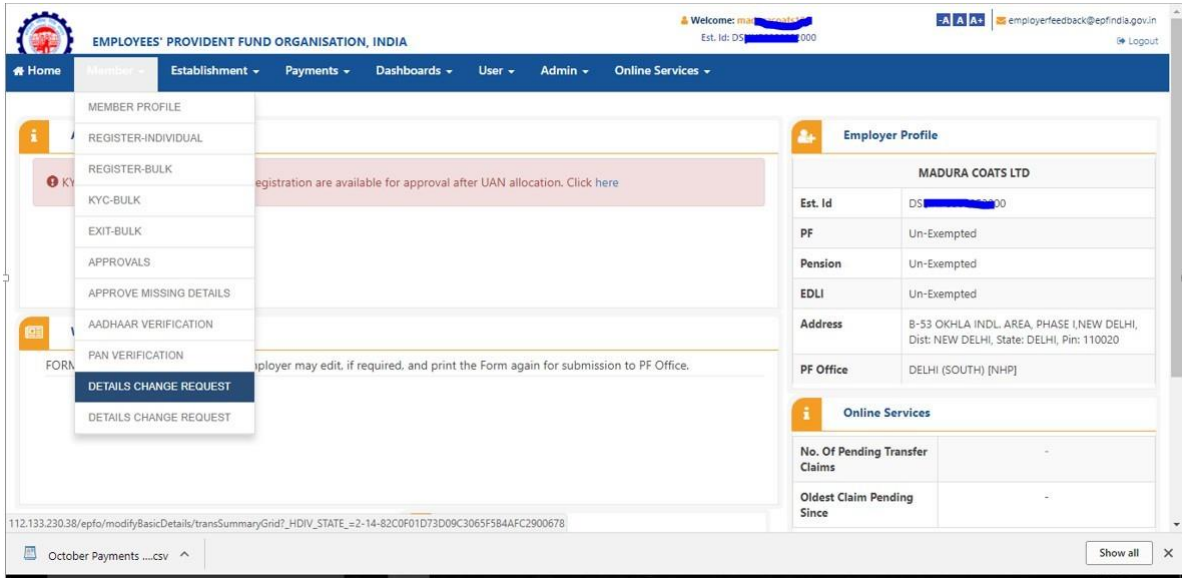 Welcome: mad
-A A A+
employerfeedback@epfindia.gov.in
EMPLOYEES' PROVIDENT FUND ORGANISATION, INDIA
Est. Id: DS 000
Logout
Home Member Establishment Payments Dashboards User Admin Online Services
MEMBER PROFILE
REGISTER-INDIVIDUAL
REGISTER-BULK
KYC-BULK
EXIT-BULK
APPROVALS
APPROVE MISSING DETAILS
AADHAAR VERIFICATION
PAN VERIFICATION
DETAILS CHANGE REQUEST
DETAILS CHANGE REQUEST
egistration are available for approval after UAN allocation. Click here
FORM
ployer may edit, if required, and print the Form again for submission to PF Office.
Employer Profile
MADURA COATS LTD
Est. Id DS 00
PF Un-Exempted
Pension Un-Exempted
EDLI Un-Exempted
Address B-53 OKHLA INDL. AREA, PHASE I,NEW DELHI,
Dist: NEW DELHI, State: DELHI, Pin: 110020
PF Office DELHI (SOUTH) [NHP]
Online Services
No. Of Pending Transfer
Claims -
Oldest Claim Pending
Since -
112.133.230.38/epfo/modifyBasicDetails/transSummaryGrid?_HDIV_STATE_=2-14-82C0F01D73D09C3065F5B4AFC2900678
October Payments ....csv
Show all